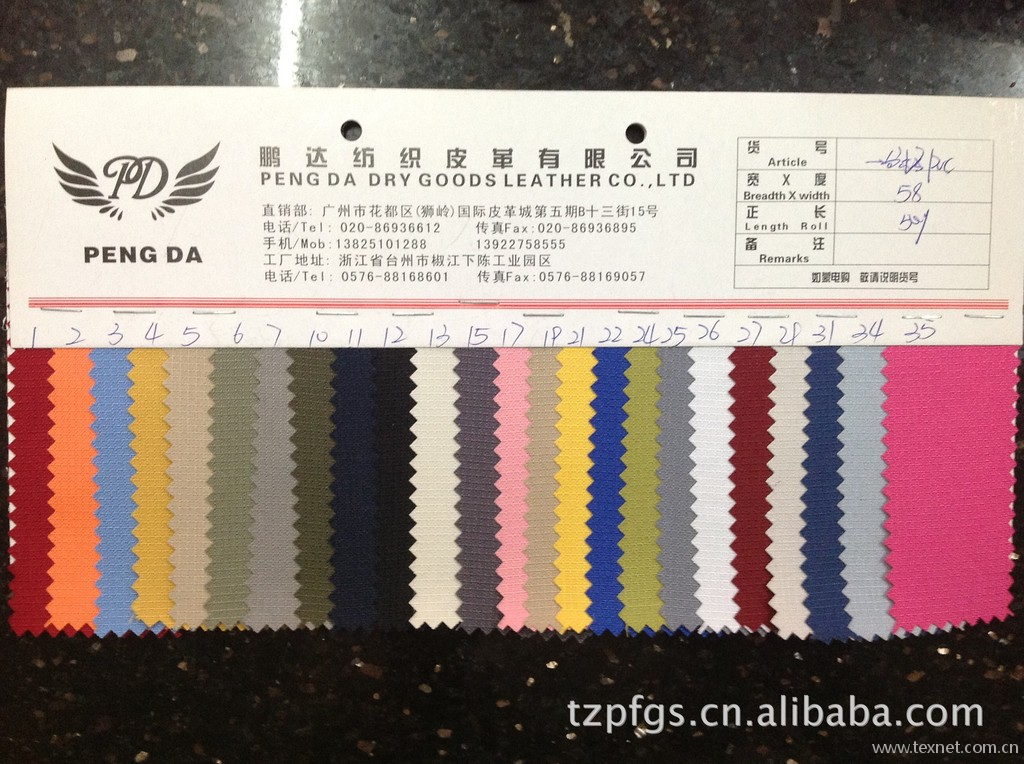 PD
PENG DA
鹏达纺织皮革有限公司
PENG DA DRY GOODS LEATHER CO.,LTD
直销部: 广州市花都区(狮岭)国际皮革城第五期B十三街15号
电话/Tel: 020-86936612 传真Fax:020-86936895
手机/Mob:13825101288 13922758555
工厂地址: 浙江省台州市椒江下陈工业园区
电话/Tel: 0576-88168601 传真Fax:0576-88169057
货号
Article
宽X度
Breadth X width 58
正长
Length Roll
备注
Remarks
如蒙电购 敬请说明货号
1 2 3 4 5 6 7 10 11 12 13 15 17 19 21 22 24 25 26 27 29 31 34 35
tzpfgs.cn.alibaba.com
www.texnet.com.cn